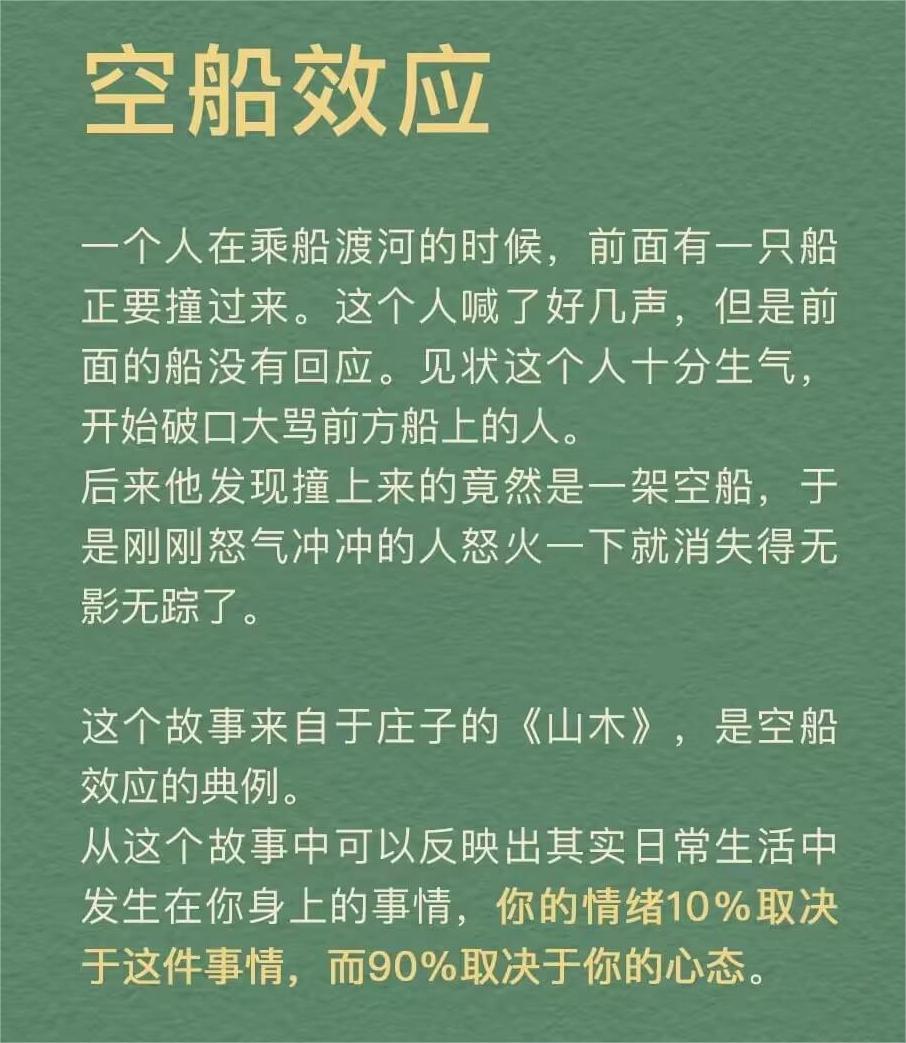 空船效应
一个人在乘船渡河的时候，前面有一只船
正要撞过来。这个人喊了好几声，但是前
面的船没有回应。见状这个人十分生气，
开始破口大骂前方船上的人。
后来他发现撞上来的竟然是一架空船，于
是刚刚怒气冲冲的人怒火一下就消失得无
影无踪了。
这个故事来自于庄子的《山木》，是空船
效应的典例。
从这个故事中可以反映出其实日常生活中
发生在你身上的事情，你的情绪10%取决
于这件事情，而90%取决于你的心态。